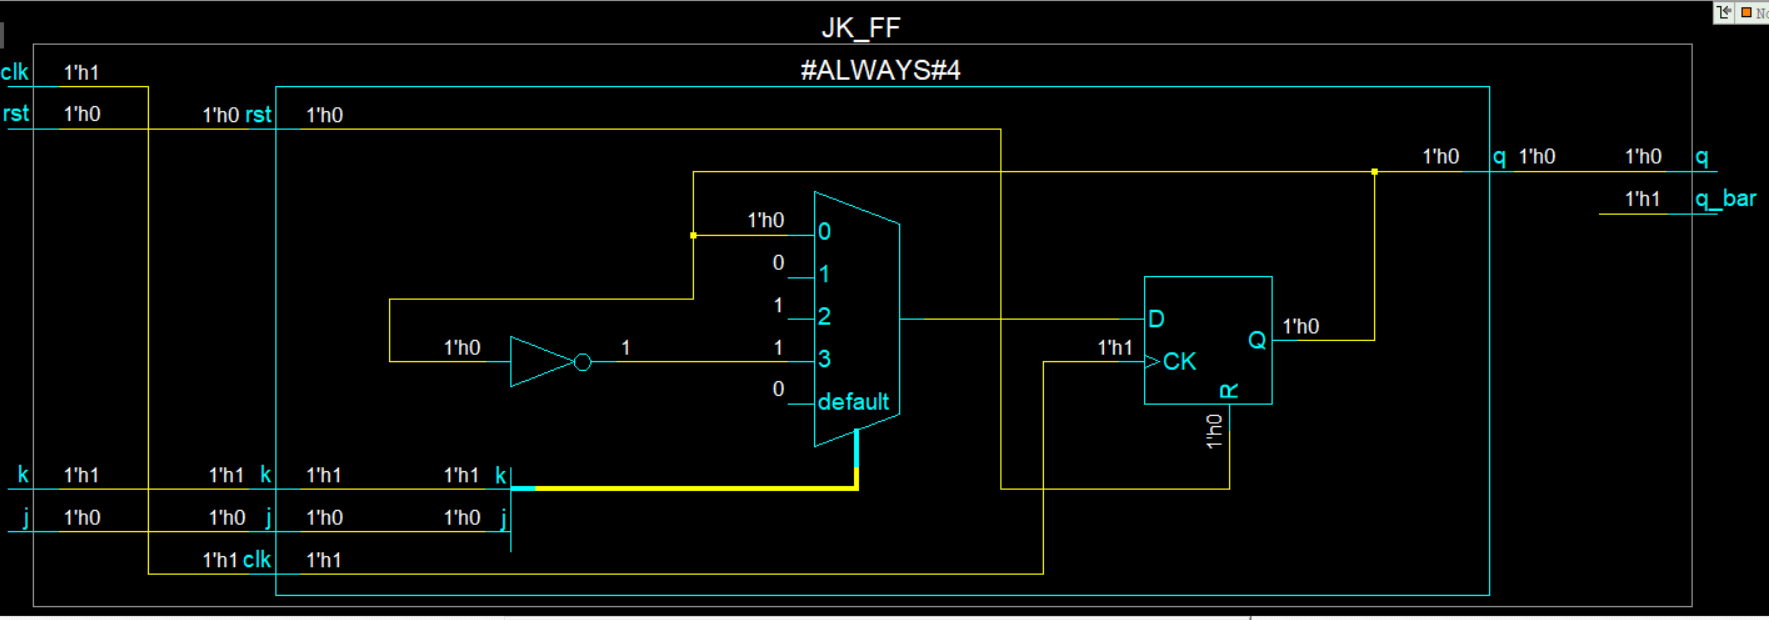 JK_FF
#ALWAYS#4
clk 1'h1
rst 1'h0 1'h0 rst 1'h0
1'h0 q 1'h0 1'h0 q
1'h1 q_bar
1'h0 0
0 1
1 2
1'h0 1 1 3
0 default
D
Q 1'h0
1'h1 CK
R
1'h0
k 1'h1 1'h1 k 1'h1 1'h1 k
j 1'h0 1'h0 j 1'h0 1'h0 j
1'h1 clk 1'h1